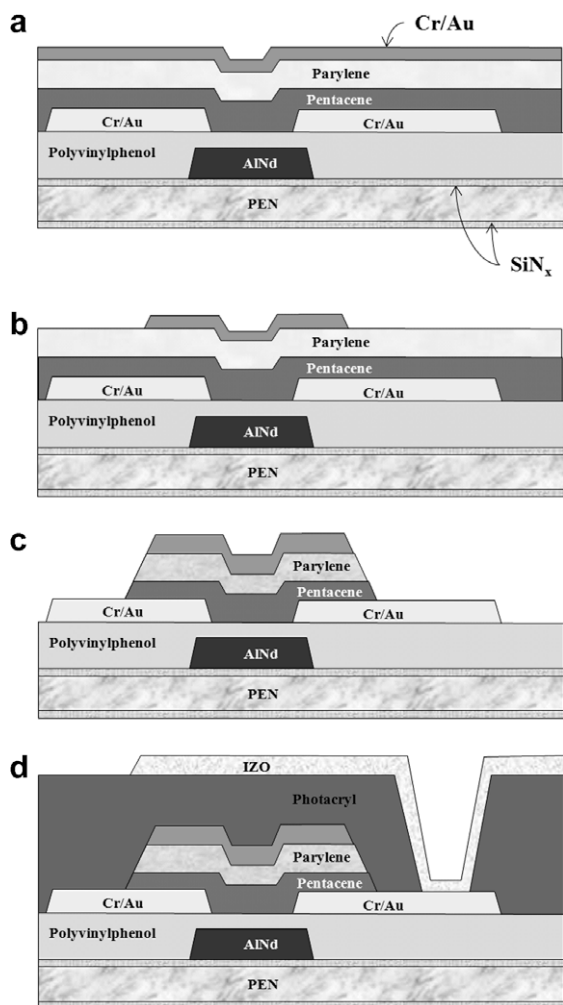 a
Cr/Au
Parylene
Pentacene
Cr/Au
Cr/Au
Polyvinylphenol
AlNd
PEN
SiNx
b
Parylene
Pentacene
Cr/Au
Cr/Au
Polyvinylphenol
AlNd
PEN
c
Parylene
Pentacene
Cr/Au
Cr/Au
Polyvinylphenol
AlNd
PEN
d
IZO
Photacryl
Parylene
Pentacene
Cr/Au
Cr/Au
Polyvinylphenol
AlNd
PEN